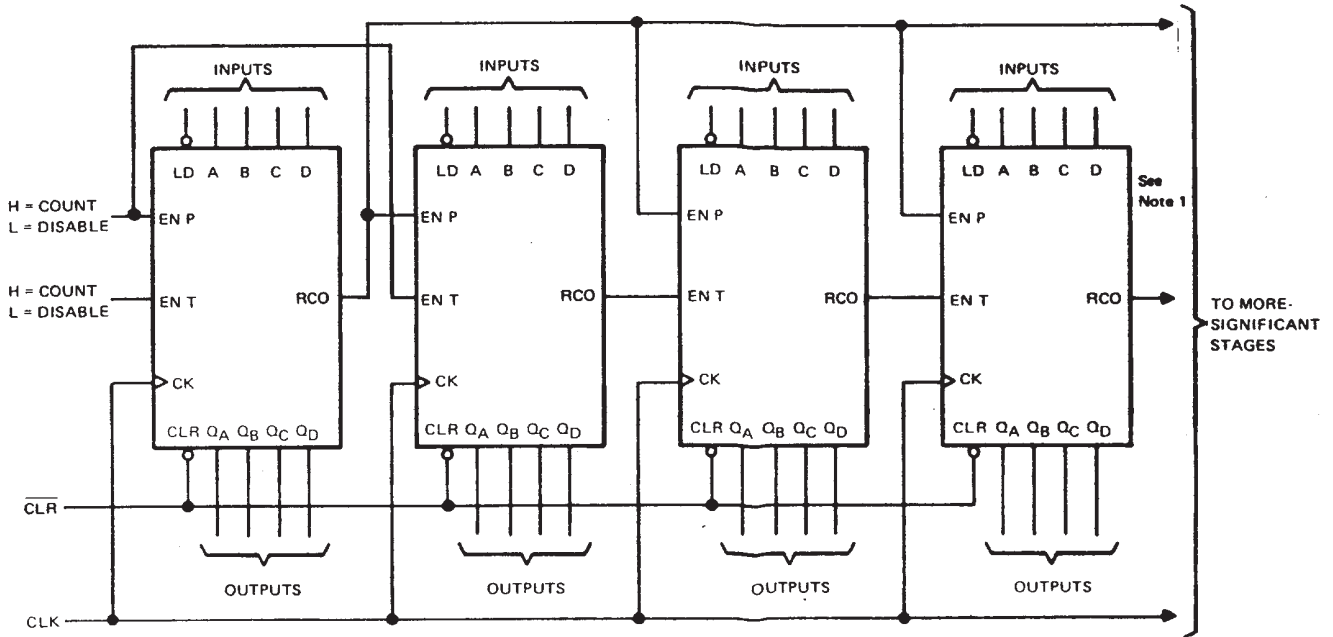 INPUTS INPUTS INPUTS INPUTS
LD A B C D LD A B C D LD A B C D LD A B C D
See
Note 1
H = COUNT
L = DISABLE
EN P EN P EN P EN P
H = COUNT
L = DISABLE
EN T RCO EN T RCO EN T RCO EN T RCO
TO MORE-
SIGNIFICANT
STAGES
CK CK CK CK
CLR QA QB QC QD CLR QA QB QC QD CLR QA QB QC QD CLR QA QB QC QD
CLR
OUTPUTS OUTPUTS OUTPUTS OUTPUTS
CLK